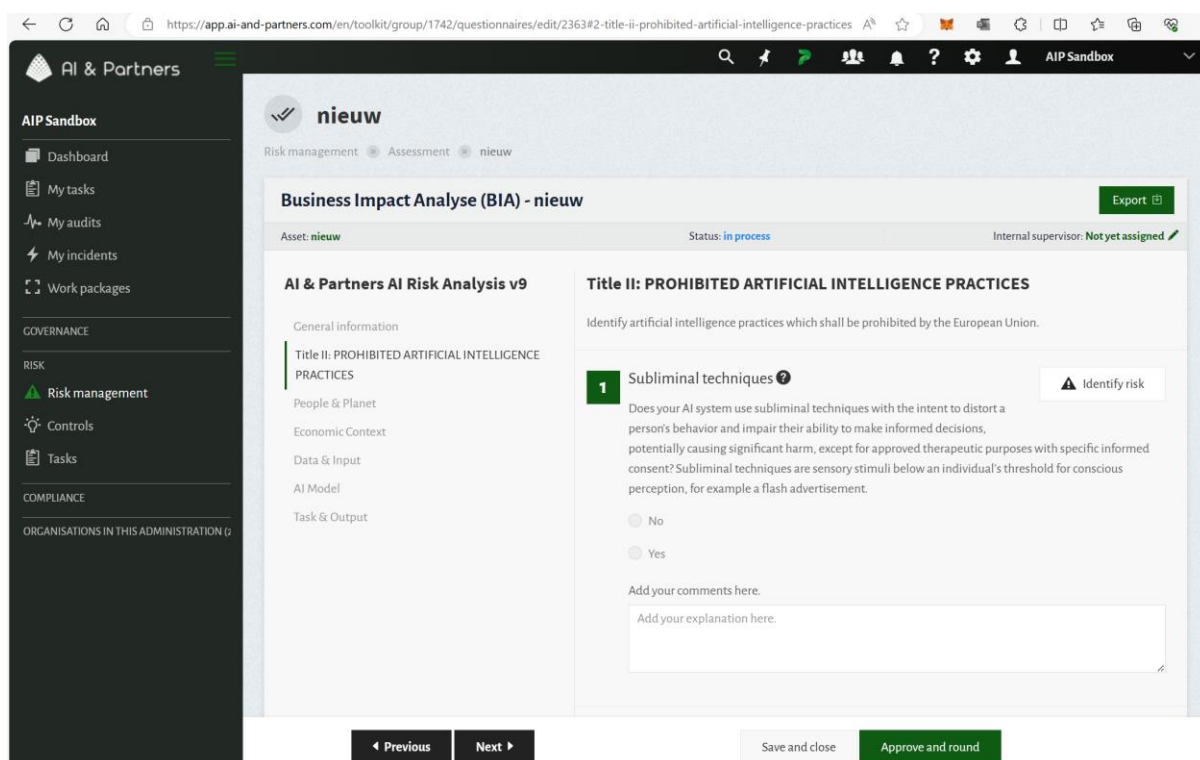 https://app.ai-and-partners.com/en/toolkit/group/1742/questionnaires/edit/2363#2-title-ii-prohibited-artificial-intelligence-practices
AI & Partners
AIP Sandbox
AIP Sandbox
Dashboard
My tasks
My audits
My incidents
Work packages
GOVERNANCE
RISK
Risk management
Controls
Tasks
COMPLIANCE
ORGANISATIONS IN THIS ADMINISTRATION (2
nieuw
Risk management Assessment nieuw
Business Impact Analyse (BIA) - nieuw
Export
Asset: nieuw
Status: in process
Internal supervisor: Not yet assigned
AI & Partners AI Risk Analysis v9
General information
Title II: PROHIBITED ARTIFICIAL INTELLIGENCE
PRACTICES
People & Planet
Economic Context
Data & Input
AI Model
Task & Output
Title II: PROHIBITED ARTIFICIAL INTELLIGENCE PRACTICES
Identify artificial intelligence practices which shall be prohibited by the European Union.
1
Subliminal techniques ?
Identify risk
Does your AI system use subliminal techniques with the intent to distort a
person's behavior and impair their ability to make informed decisions,
potentially causing significant harm, except for approved therapeutic purposes with specific informed
consent? Subliminal techniques are sensory stimuli below an individual's threshold for conscious
perception, for example a flash advertisement.
No
Yes
Add your comments here.
Add your explanation here.
Previous
Next
Save and close
Approve and round